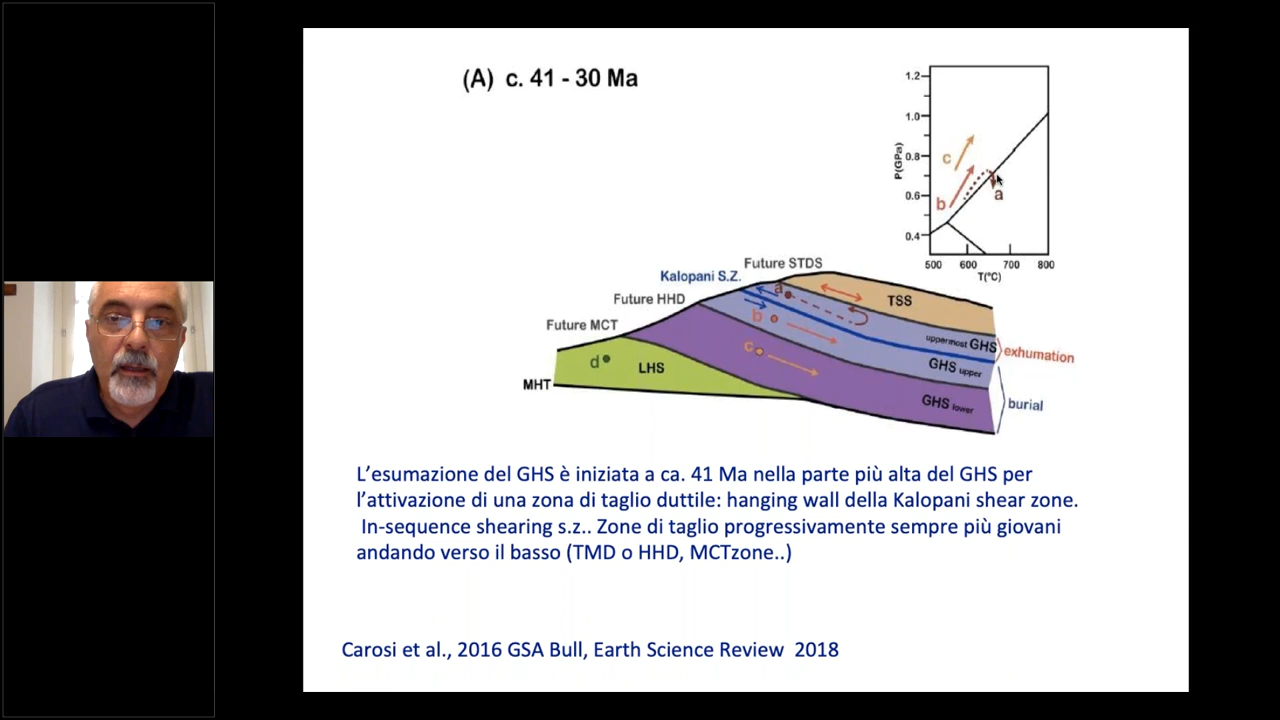 (A) c. 41 - 30 Ma
1.2
1.0
0.8
0.6
0.4
P(GPa)
c
b
a
500 600 700 800
T(°C)
Future STDS
Kalopani S.Z.
Future HHD
Future MCT
MHT
a
b
c
d
TSS
uppermost GHS
GHS upper
GHS lower
LHS
exhumation
burial
L’esumazione del GHS è iniziata a ca. 41 Ma nella parte più alta del GHS per
l’attivazione di una zona di taglio duttile: hanging wall della Kalopani shear zone.
In-sequence shearing s.z.. Zone di taglio progressivamente sempre più giovani
andando verso il basso (TMD o HHD, MCTzone..)
Carosi et al., 2016 GSA Bull, Earth Science Review 2018